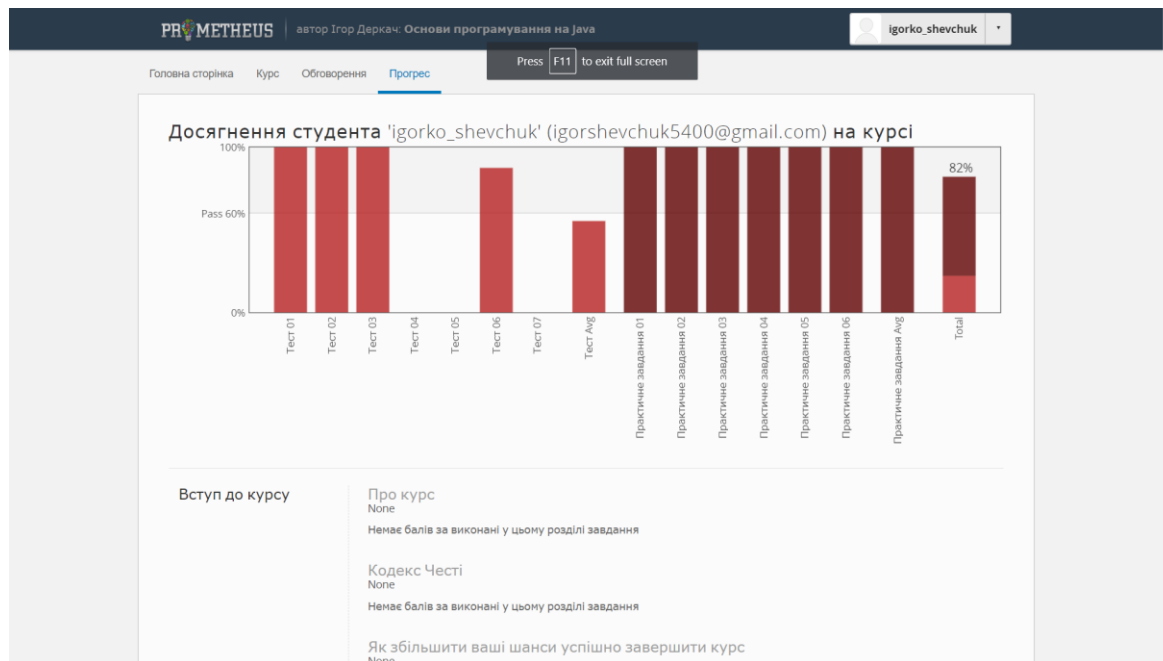 PROMETHEUS
автор Ігор Деркач: Основи програмування на Java
igorko_shevchuk
Press F11 to exit full screen
Головна сторінка Курс Обговорення Прогрес
Досягнення студента 'igorko_shevchuk' (igorshevchuk5400@gmail.com) на курсі
100%
82%
Pass 60%
0%
Тест 01
Тест 02
Тест 03
Тест 04
Тест 05
Тест 06
Тест 07
Тест Avg
Практичне завдання 01
Практичне завдання 02
Практичне завдання 03
Практичне завдання 04
Практичне завдання 05
Практичне завдання 06
Практичне завдання Avg
Total
Вступ до курсу
Про курс
None
Немає балів за виконані у цьому розділі завдання
Кодекс Честі
None
Немає балів за виконані у цьому розділі завдання
Як збільшити ваші шанси успішно завершити курс
None